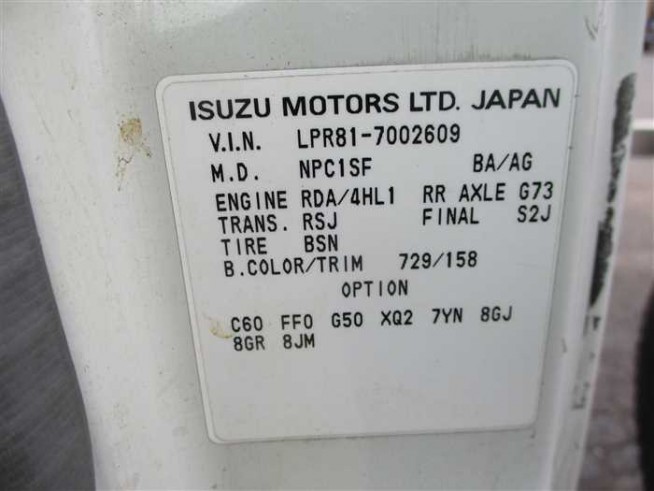 ISUZU MOTORS LTD. JAPAN
V.I.N. LPR81-7002609
M.D. NPC1SF BA/AG
ENGINE RDA/4HL1 RR AXLE G73
TRANS. RSJ FINAL S2J
TIRE BSN
B.COLOR/TRIM 729/158
OPTION
C60 FF0 G50 XQ2 7YN 8GJ
8GR 8JM